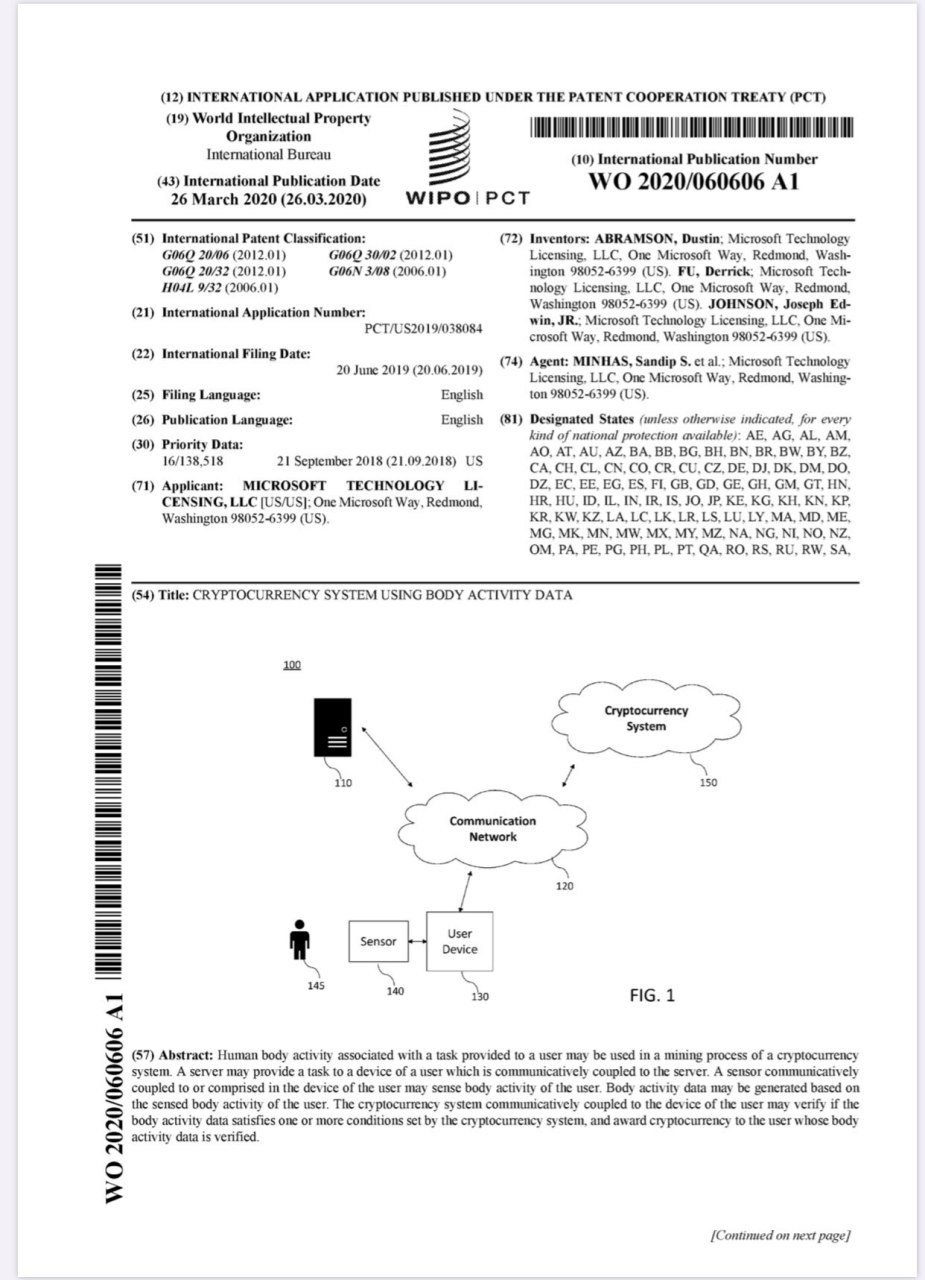 (12) INTERNATIONAL APPLICATION PUBLISHED UNDER THE PATENT COOPERATION TREATY (PCT)
(19) World Intellectual Property
Organization
International Bureau
(43) International Publication Date
26 March 2020 (26.03.2020)
WIPO | PCT
(10) International Publication Number
WO 2020/060606 A1
(51) International Patent Classification:
G06Q 20/06 (2012.01) G06Q 30/02 (2012.01)
G06Q 20/32 (2012.01) G06N 3/08 (2006.01)
H04L 9/32 (2006.01)
(21) International Application Number:
PCT/US2019/038084
(22) International Filing Date:
20 June 2019 (20.06.2019)
(25) Filing Language: English
(26) Publication Language: English
(30) Priority Data:
16/138,518 21 September 2018 (21.09.2018) US
(71) Applicant: MICROSOFT TECHNOLOGY LI-
CENSING, LLC [US/US]; One Microsoft Way, Redmond,
Washington 98052-6399 (US).
(72) Inventors: ABRAMSON, Dustin; Microsoft Technology
Licensing, LLC, One Microsoft Way, Redmond, Wash-
ington 98052-6399 (US). FU, Derrick; Microsoft Tech-
nology Licensing, LLC, One Microsoft Way, Redmond,
Washington 98052-6399 (US). JOHNSON, Joseph Ed-
win, JR.; Microsoft Technology Licensing, LLC, One Mi-
crosoft Way, Redmond, Washington 98052-6399 (US).
(74) Agent: MINHAS, Sandip S. et al.; Microsoft Technology
Licensing, LLC, One Microsoft Way, Redmond, Washing-
ton 98052-6399 (US).
(81) Designated States (unless otherwise indicated, for every
kind of national protection available): AE, AG, AL, AM,
AO, AT, AU, AZ, BA, BB, BG, BH, BN, BR, BW, BY, BZ,
CA, CH, CL, CN, CO, CR, CU, CZ, DE, DJ, DK, DM, DO,
DZ, EC, EE, EG, ES, FI, GB, GD, GE, GH, GM, GT, HN,
HR, HU, ID, IL, IN, IR, IS, JO, JP, KE, KG, KH, KN, KP,
KR, KW, KZ, LA, LC, LK, LR, LS, LU, LY, MA, MD, ME,
MG, MK, MN, MW, MX, MY, MZ, NA, NG, NI, NO, NZ,
OM, PA, PE, PG, PH, PL, PT, QA, RO, RS, RU, RW, SA,
(54) Title: CRYPTOCURRENCY SYSTEM USING BODY ACTIVITY DATA
100
Cryptocurrency
System
110
150
Communication
Network
120
Sensor
User
Device
145
140
130
FIG. 1
(57) Abstract: Human body activity associated with a task provided to a user may be used in a mining process of a cryptocurrency
system. A server may provide a task to a device of a user which is communicatively coupled to the server. A sensor communicatively
coupled to or comprised in the device of the user may sense body activity of the user. Body activity data may be generated based on
the sensed body activity of the user. The cryptocurrency system communicatively coupled to the device of the user may verify if the
body activity data satisfies one or more conditions set by the cryptocurrency system, and award cryptocurrency to the user whose body
activity data is verified.
WO 2020/060606 A1
[Continued on next page]